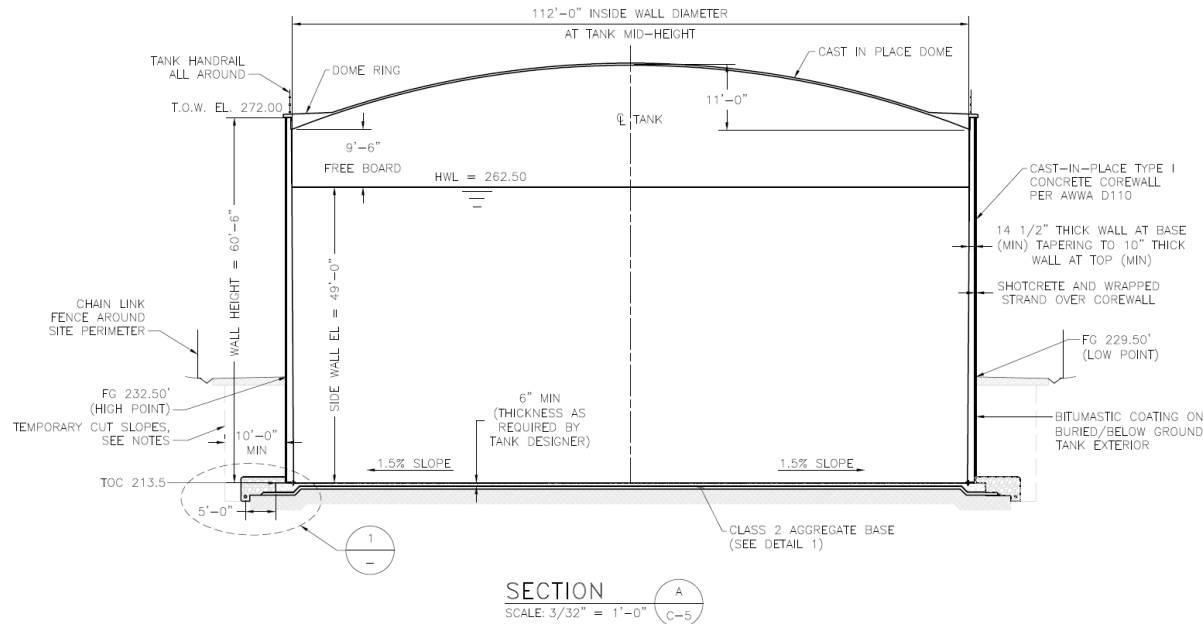 112'-0" INSIDE WALL DIAMETER
AT TANK MID-HEIGHT
TANK HANDRAIL
ALL AROUND
DOME RING
CAST IN PLACE DOME
T.O.W. EL. 272.00
11'-0"
℄ TANK
9'-6"
FREE BOARD
HWL = 262.50
CAST-IN-PLACE TYPE I
CONCRETE COREWALL
PER AWWA D110
14 1/2" THICK WALL AT BASE
(MIN) TAPERING TO 10" THICK
WALL AT TOP (MIN)
WALL HEIGHT = 60'-6"
SIDE WALL EL = 49'-0"
SHOTCRETE AND WRAPPED
STRAND OVER COREWALL
CHAIN LINK
FENCE AROUND
SITE PERIMETER
FG 229.50'
(LOW POINT)
FG 232.50'
(HIGH POINT)
TEMPORARY CUT SLOPES,
SEE NOTES
10'-0"
MIN
6" MIN
(THICKNESS AS
REQUIRED BY
TANK DESIGNER)
BITUMASTIC COATING ON
BURIED/BELOW GROUND
TANK EXTERIOR
1.5% SLOPE
1.5% SLOPE
TOC 213.5
5'-0"
CLASS 2 AGGREGATE BASE
(SEE DETAIL 1)
1
–
SECTION
SCALE: 3/32" = 1'-0"
A
C-5